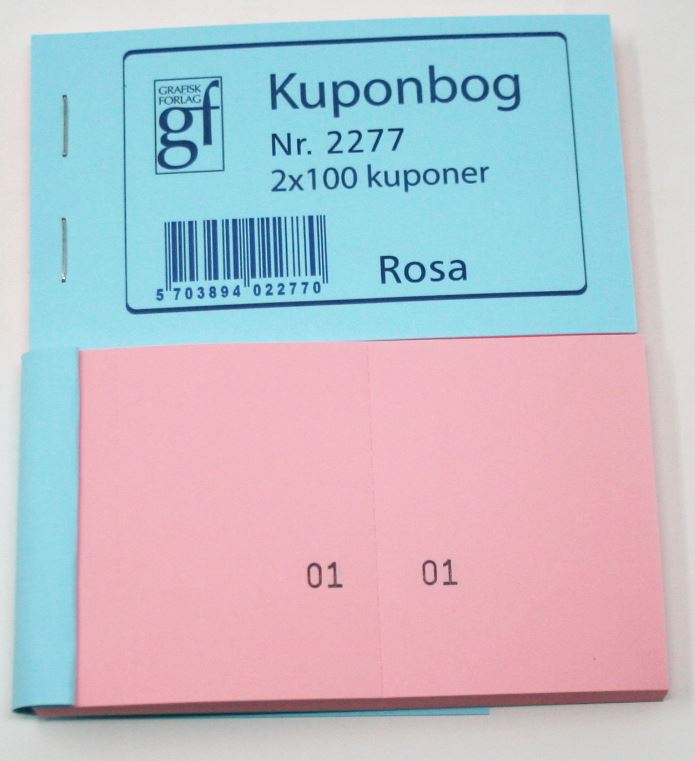 GRAFISK
FORLAG
gf
Kuponbog
Nr. 2277
2x100 kuponer
5 703894 022770
Rosa
01 01